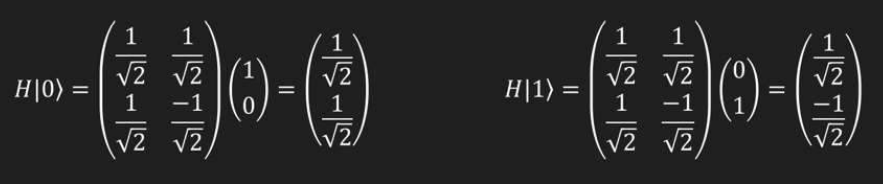 H|0⟩ = (1/√2 1/√2; 1/√2 -1/√2) (1; 0) = (1/√2; 1/√2)
H|1⟩ = (1/√2 1/√2; 1/√2 -1/√2) (0; 1) = (1/√2; -1/√2)